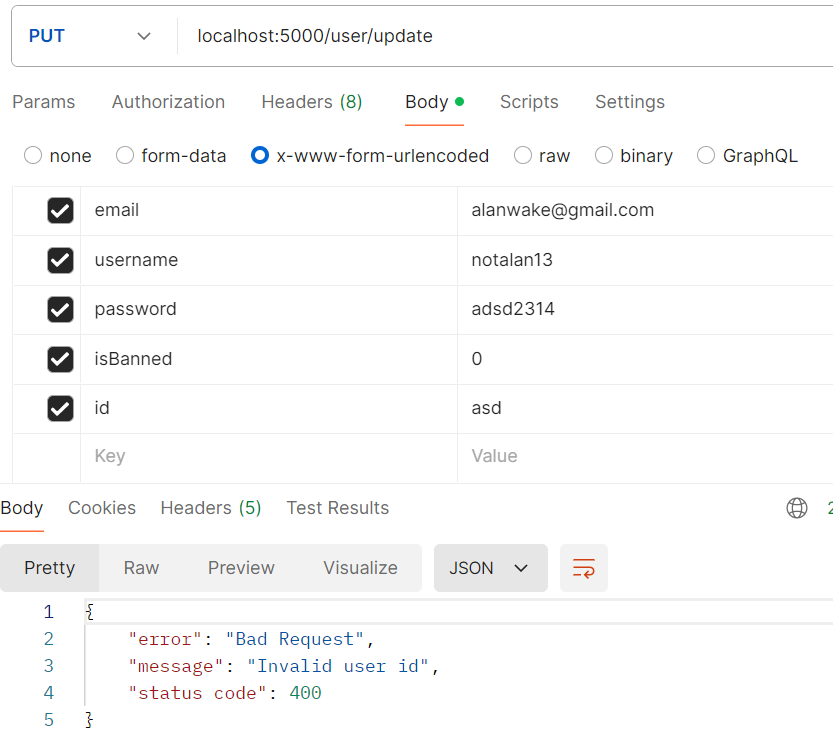 PUT localhost:5000/user/update
Params Authorization Headers (8) Body Scripts Settings
none form-data x-www-form-urlencoded raw binary GraphQL
email alanwake@gmail.com
username notalan13
password adsd2314
isBanned 0
id asd
Key Value
Body Cookies Headers (5) Test Results 2
Pretty Raw Preview Visualize JSON
1 {
2 "error": "Bad Request",
3 "message": "Invalid user id",
4 "status code": 400
5 }